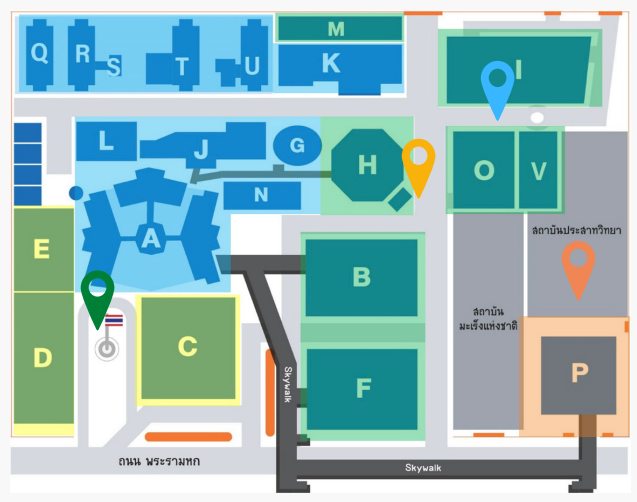 Q
R
S
T
U
M
K
I
L
J
G
H
N
O
V
A
E
B
สถาบันประสาทวิทยา
สถาบัน
มะเร็งแห่งชาติ
D
C
F
P
Skywalk
ถนน พระรามหก
Skywalk